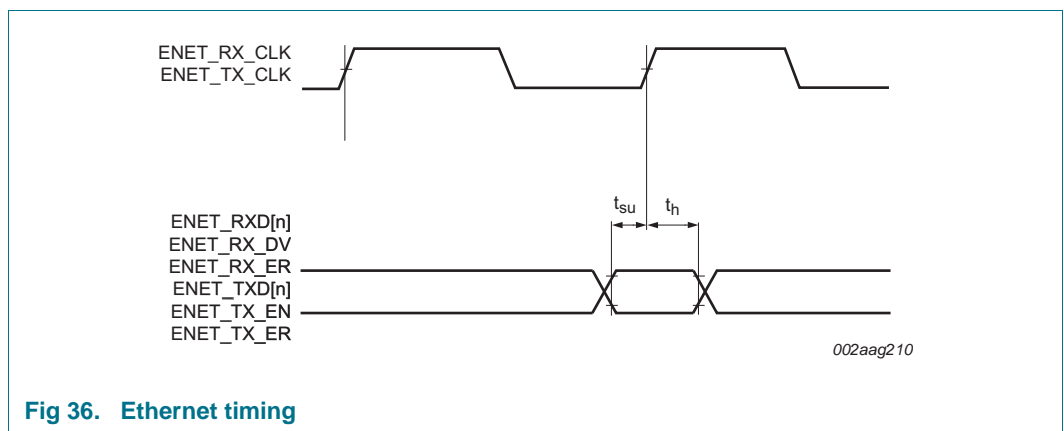 ENET_RX_CLK
ENET_TX_CLK
tsu th
ENET_RXD[n]
ENET_RX_DV
ENET_RX_ER
ENET_TXD[n]
ENET_TX_EN
ENET_TX_ER
002aag210
Fig 36. Ethernet timing